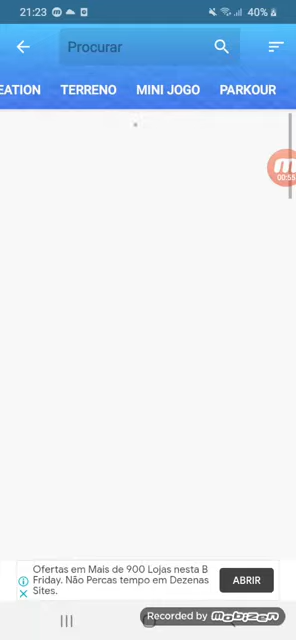 21:23
40%
Procurar
EATION TERRENO MINI JOGO PARKOUR
00:55
Ofertas em Mais de 900 Lojas nesta B
Friday. Não Percas tempo em Dezenas
Sites.
ABRIR
Recorded by mobizen